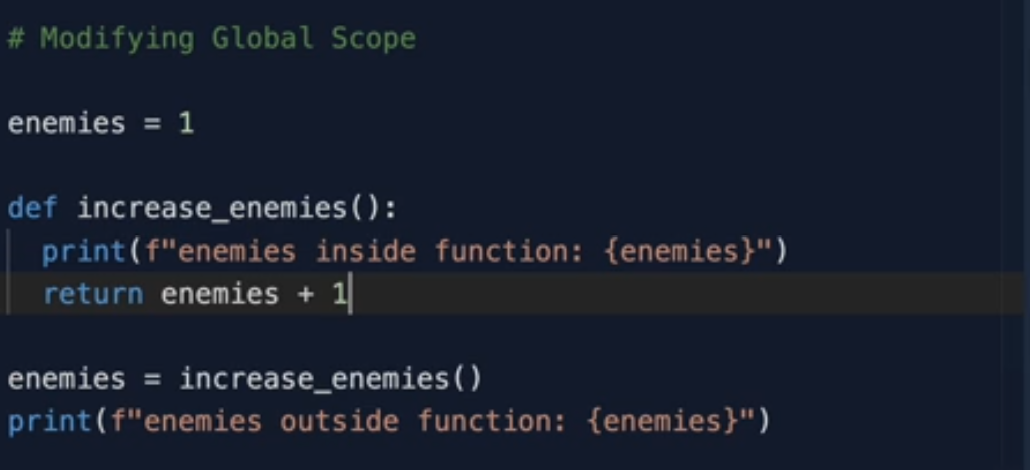 # Modifying Global Scope
enemies = 1
def increase_enemies():
  print(f"enemies inside function: {enemies}")
  return enemies + 1
enemies = increase_enemies()
print(f"enemies outside function: {enemies}")